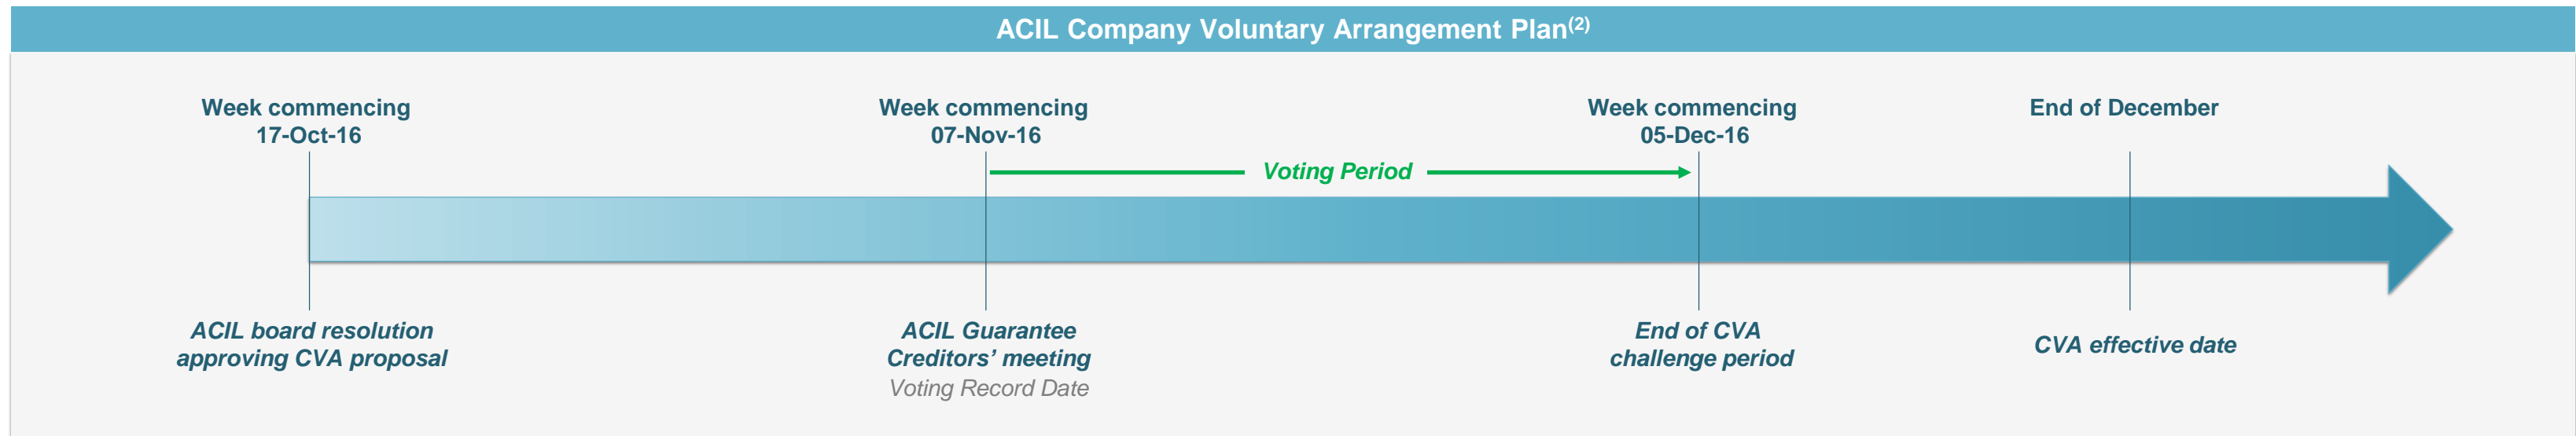 ACIL Company Voluntary Arrangement Plan(2)
Week commencing
17-Oct-16
Week commencing
07-Nov-16
Week commencing
05-Dec-16
End of December
Voting Period
ACIL board resolution
approving CVA proposal
ACIL Guarantee
Creditors’ meeting
Voting Record Date
End of CVA
challenge period
CVA effective date